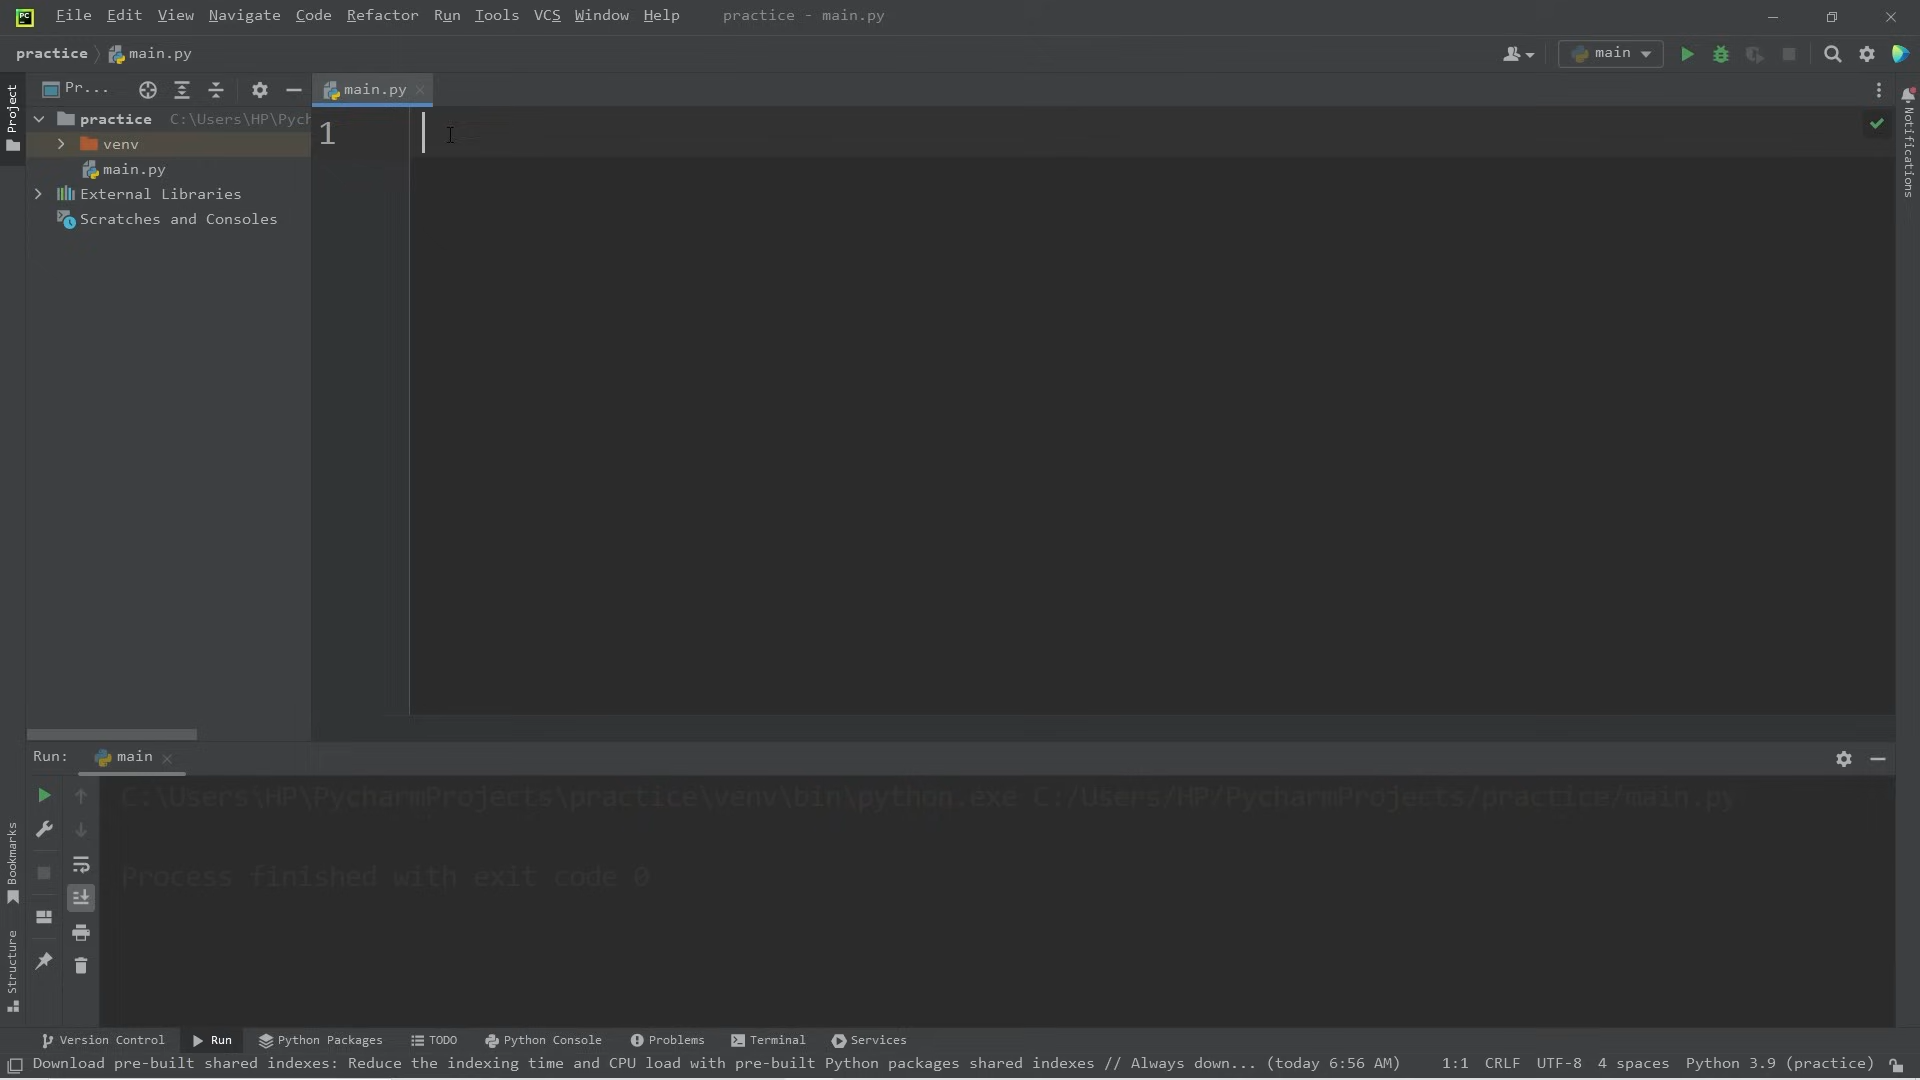 PC
File Edit View Navigate Code Refactor Run Tools VCS Window Help practice - main.py
practice main.py
main
Project
Pr...
main.py
practice C:\Users\HP\Pych
venv
main.py
External Libraries
Scratches and Consoles
1
Notifications
Run: main
C:\Users\HP\PycharmProjects\practice\venv\bin\python.exe C:/Users/HP/PycharmProjects/practice/main.py
Process finished with exit code 0
Bookmarks
Structure
Version Control Run Python Packages TODO Python Console Problems Terminal Services
Download pre-built shared indexes: Reduce the indexing time and CPU load with pre-built Python packages shared indexes // Always down... (today 6:56 AM) 1:1 CRLF UTF-8 4 spaces Python 3.9 (practice)